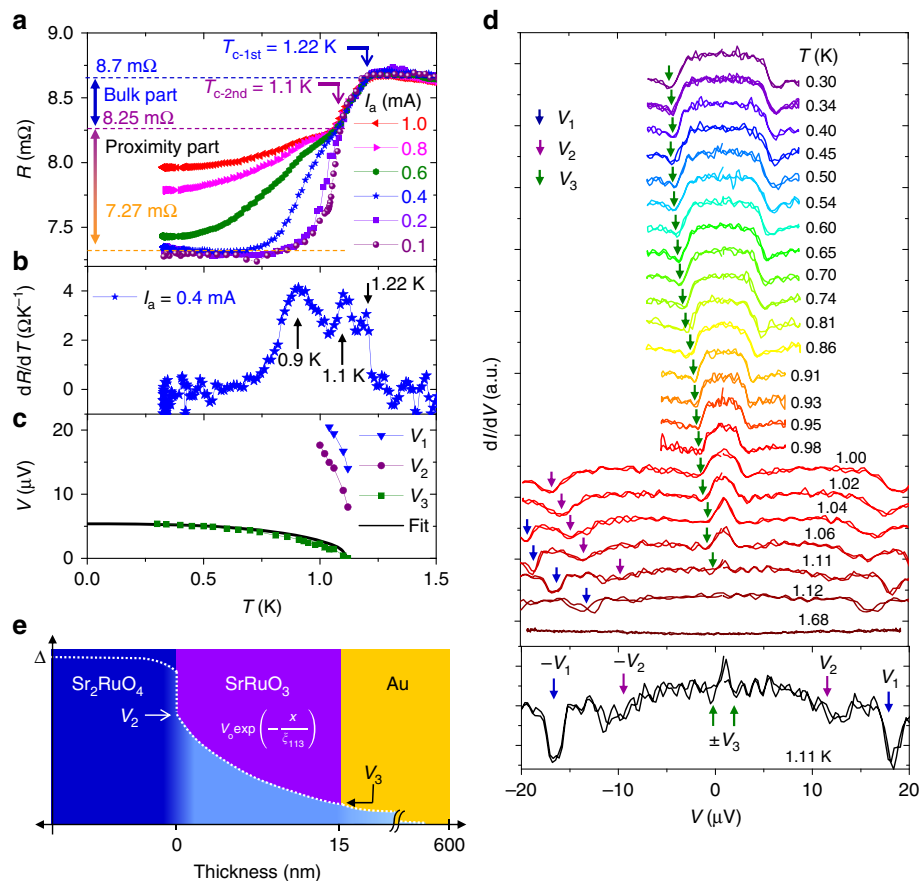 a
9.0
8.5
8.0
7.5
R (mΩ)
8.7 mΩ
Bulk part
8.25 mΩ
Proximity part
7.27 mΩ
Tc-1st = 1.22 K
Tc-2nd = 1.1 K
Ia (mA)
1.0
0.8
0.6
0.4
0.2
0.1
b
4
2
0
dR/dT (ΩK⁻¹)
Ia = 0.4 mA
1.22 K
0.9 K
1.1 K
c
20
10
0
V (μV)
V1
V2
V3
Fit
0.0
0.5
1.0
1.5
T (K)
d
dI/dV (a.u.)
V1
V2
V3
T (K)
0.30
0.34
0.40
0.45
0.50
0.54
0.60
0.65
0.70
0.74
0.81
0.86
0.91
0.93
0.95
0.98
1.00
1.02
1.04
1.06
1.11
1.12
1.68
−V1
−V2
V2
V1
±V3
1.11 K
−20
−10
0
10
20
V (μV)
e
Δ
Sr2RuO4
SrRuO3
Au
V2
Vo exp(−x/ξ113)
V3
0
15
600
Thickness (nm)